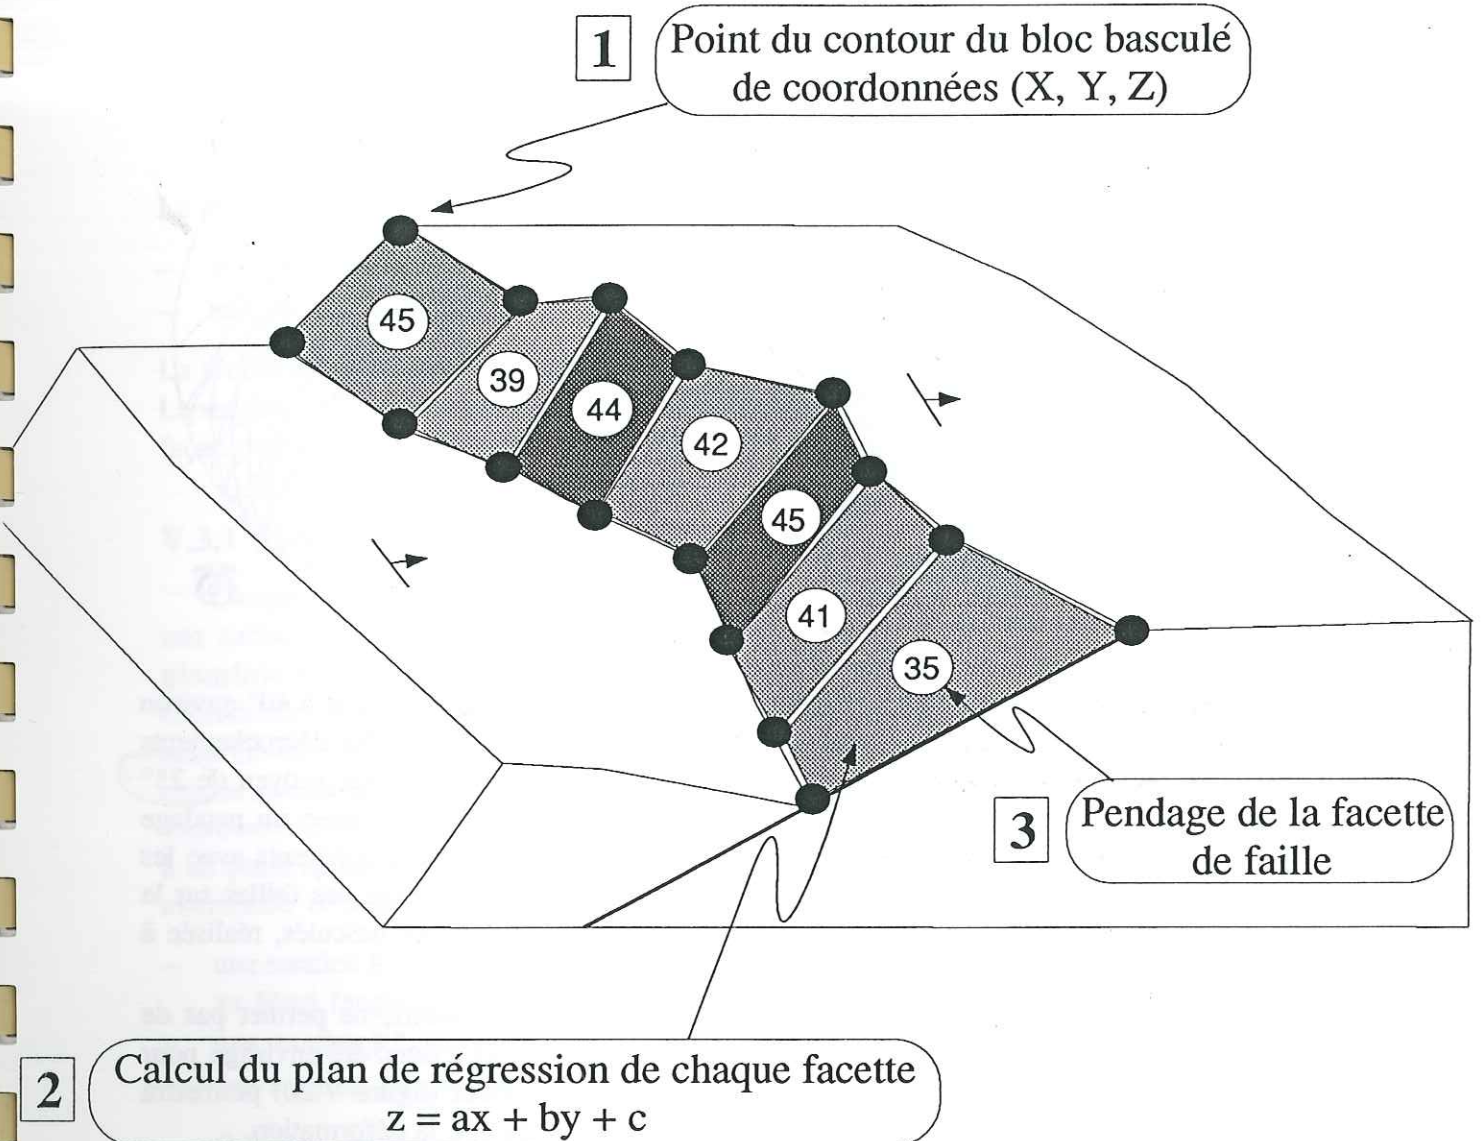 1
Point du contour du bloc basculé
de coordonnées (X, Y, Z)
45
39
44
42
45
41
35
3
Pendage de la facette
de faille
2
Calcul du plan de régression de chaque facette
z = ax + by + c